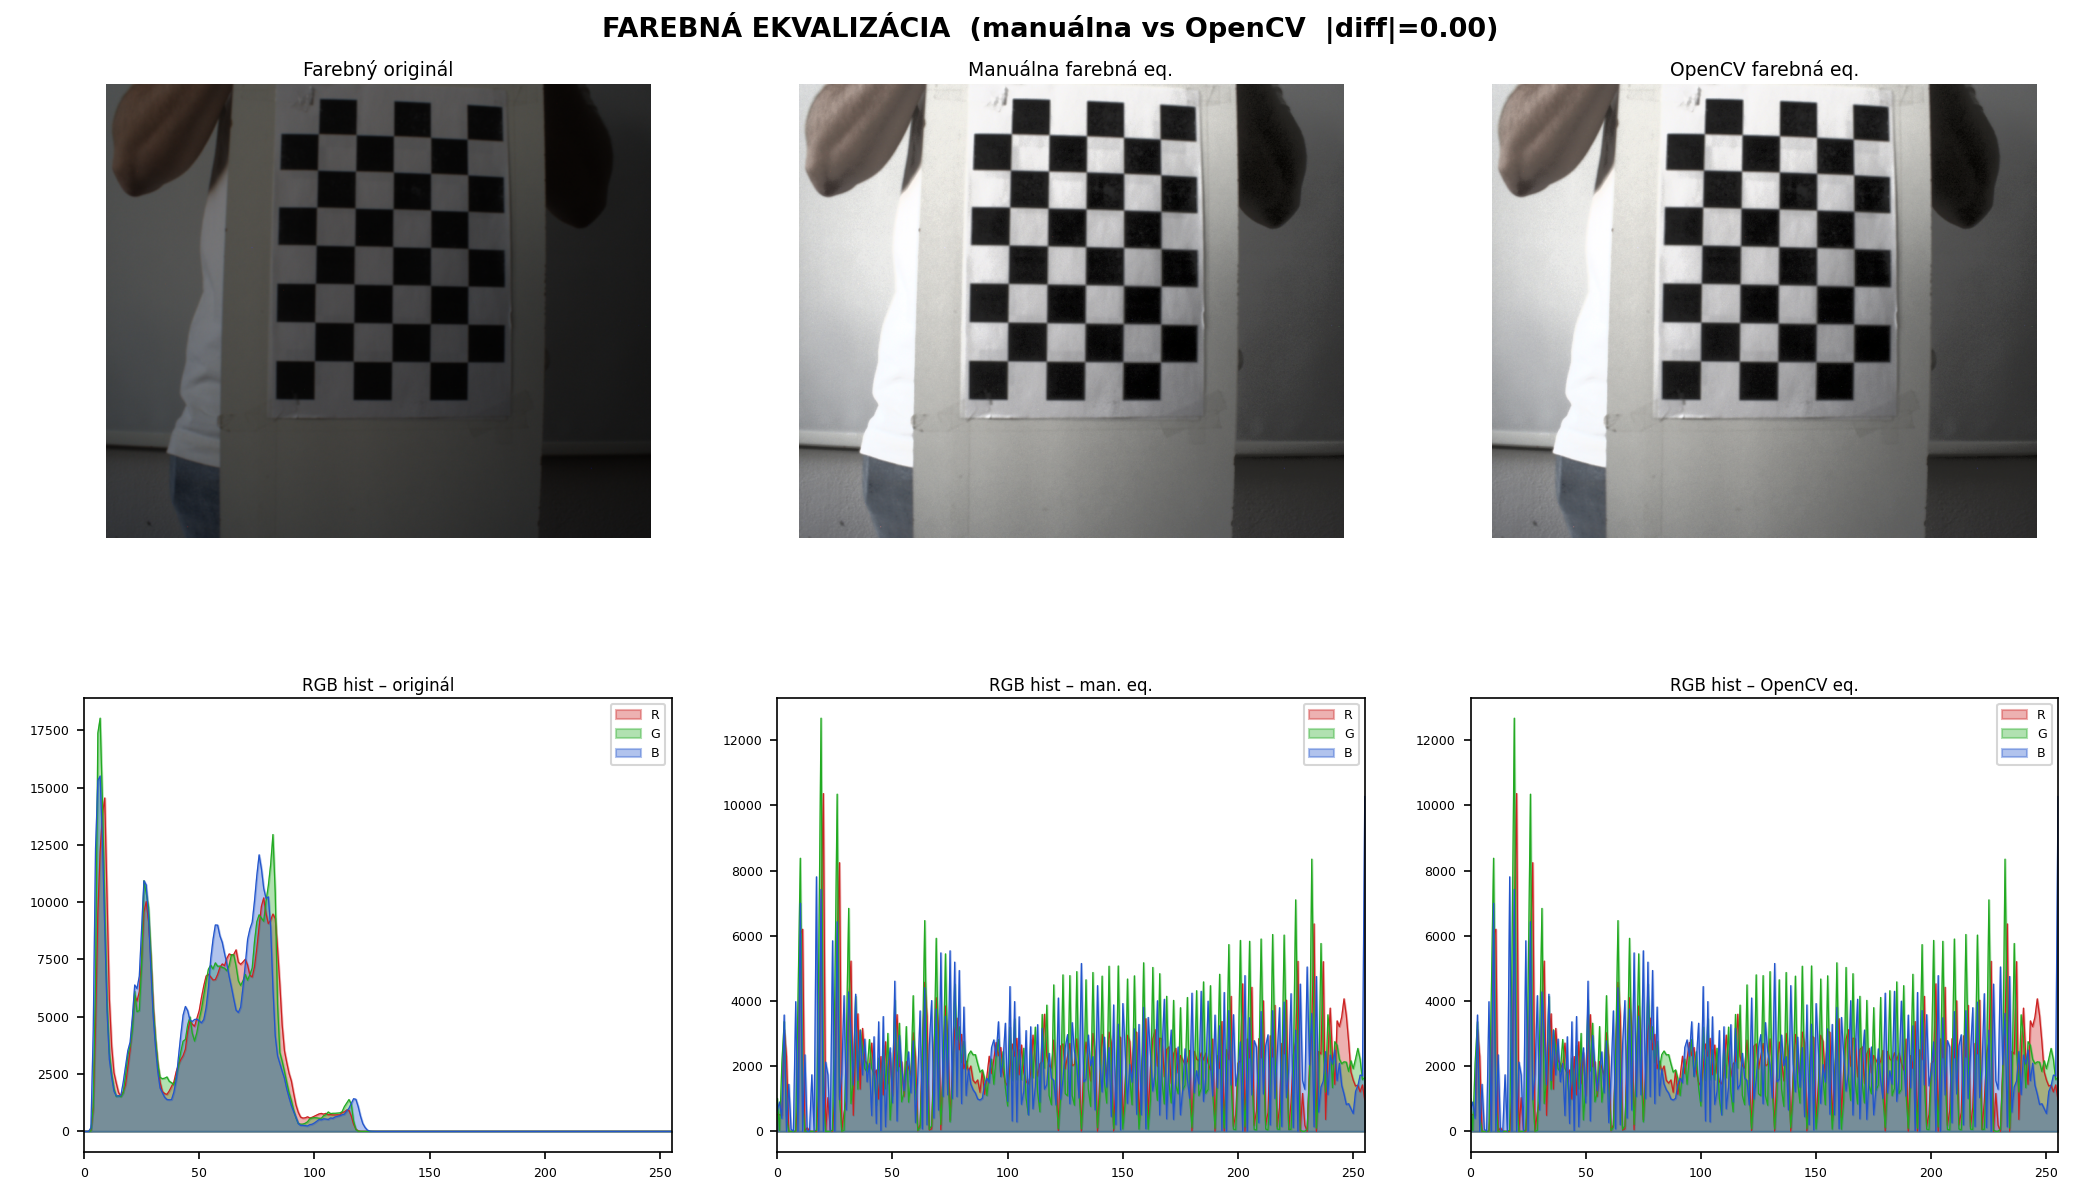 FAREBNÁ EKVALIZÁCIA  (manuálna vs OpenCV  |diff|=0.00)
Farebný originál
Manuálna farebná eq.
OpenCV farebná eq.
RGB hist – originál
RGB hist – man. eq.
RGB hist – OpenCV eq.
17500
15000
12500
10000
7500
5000
2500
0
0 50 100 150 200 250
R
G
B
12000
10000
8000
6000
4000
2000
0
0 50 100 150 200 250
R
G
B
12000
10000
8000
6000
4000
2000
0
0 50 100 150 200 250
R
G
B